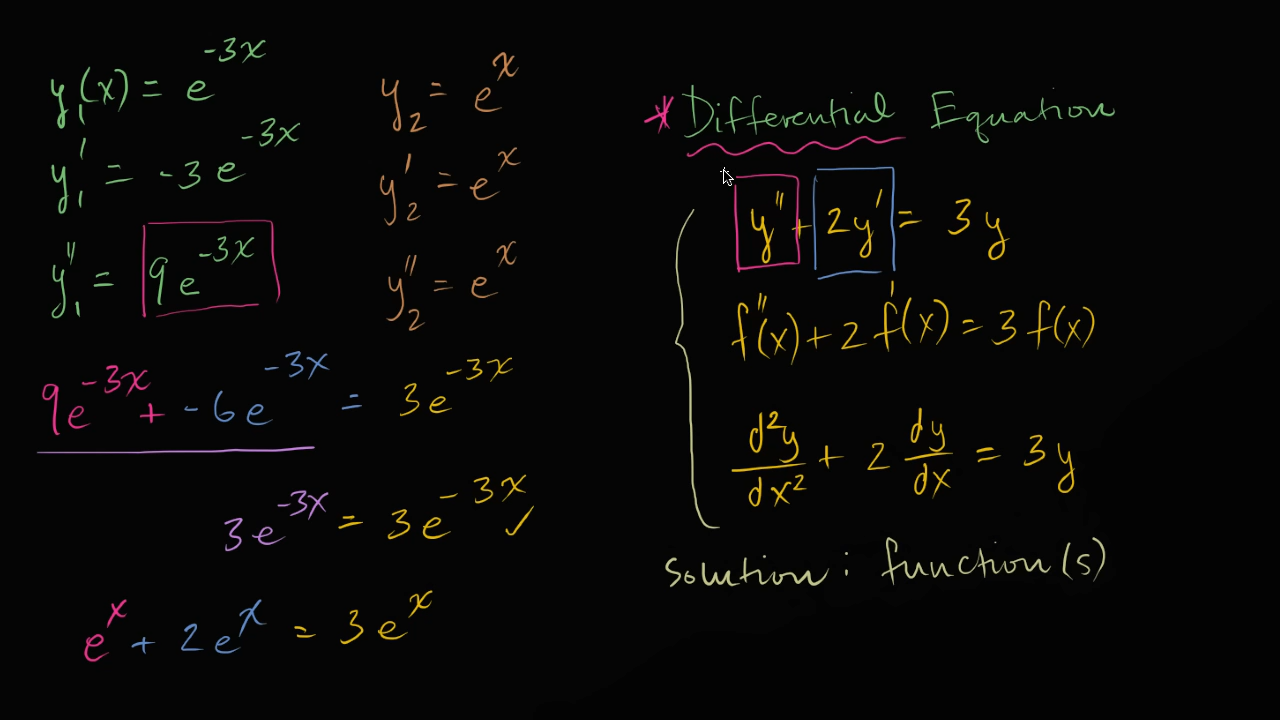 y₁(x) = e^{-3x}
y₁' = -3e^{-3x}
y₁'' = 9e^{-3x}
y₂ = e^x
y₂' = e^x
y₂'' = e^x
9e^{-3x} + -6e^{-3x} = 3e^{-3x}
3e^{-3x} = 3e^{-3x} ✓
e^x + 2e^x = 3e^x
* Differential Equation
y'' + 2y' = 3y
f''(x) + 2f'(x) = 3f(x)
d²y/dx² + 2 dy/dx = 3y
solution: function(s)